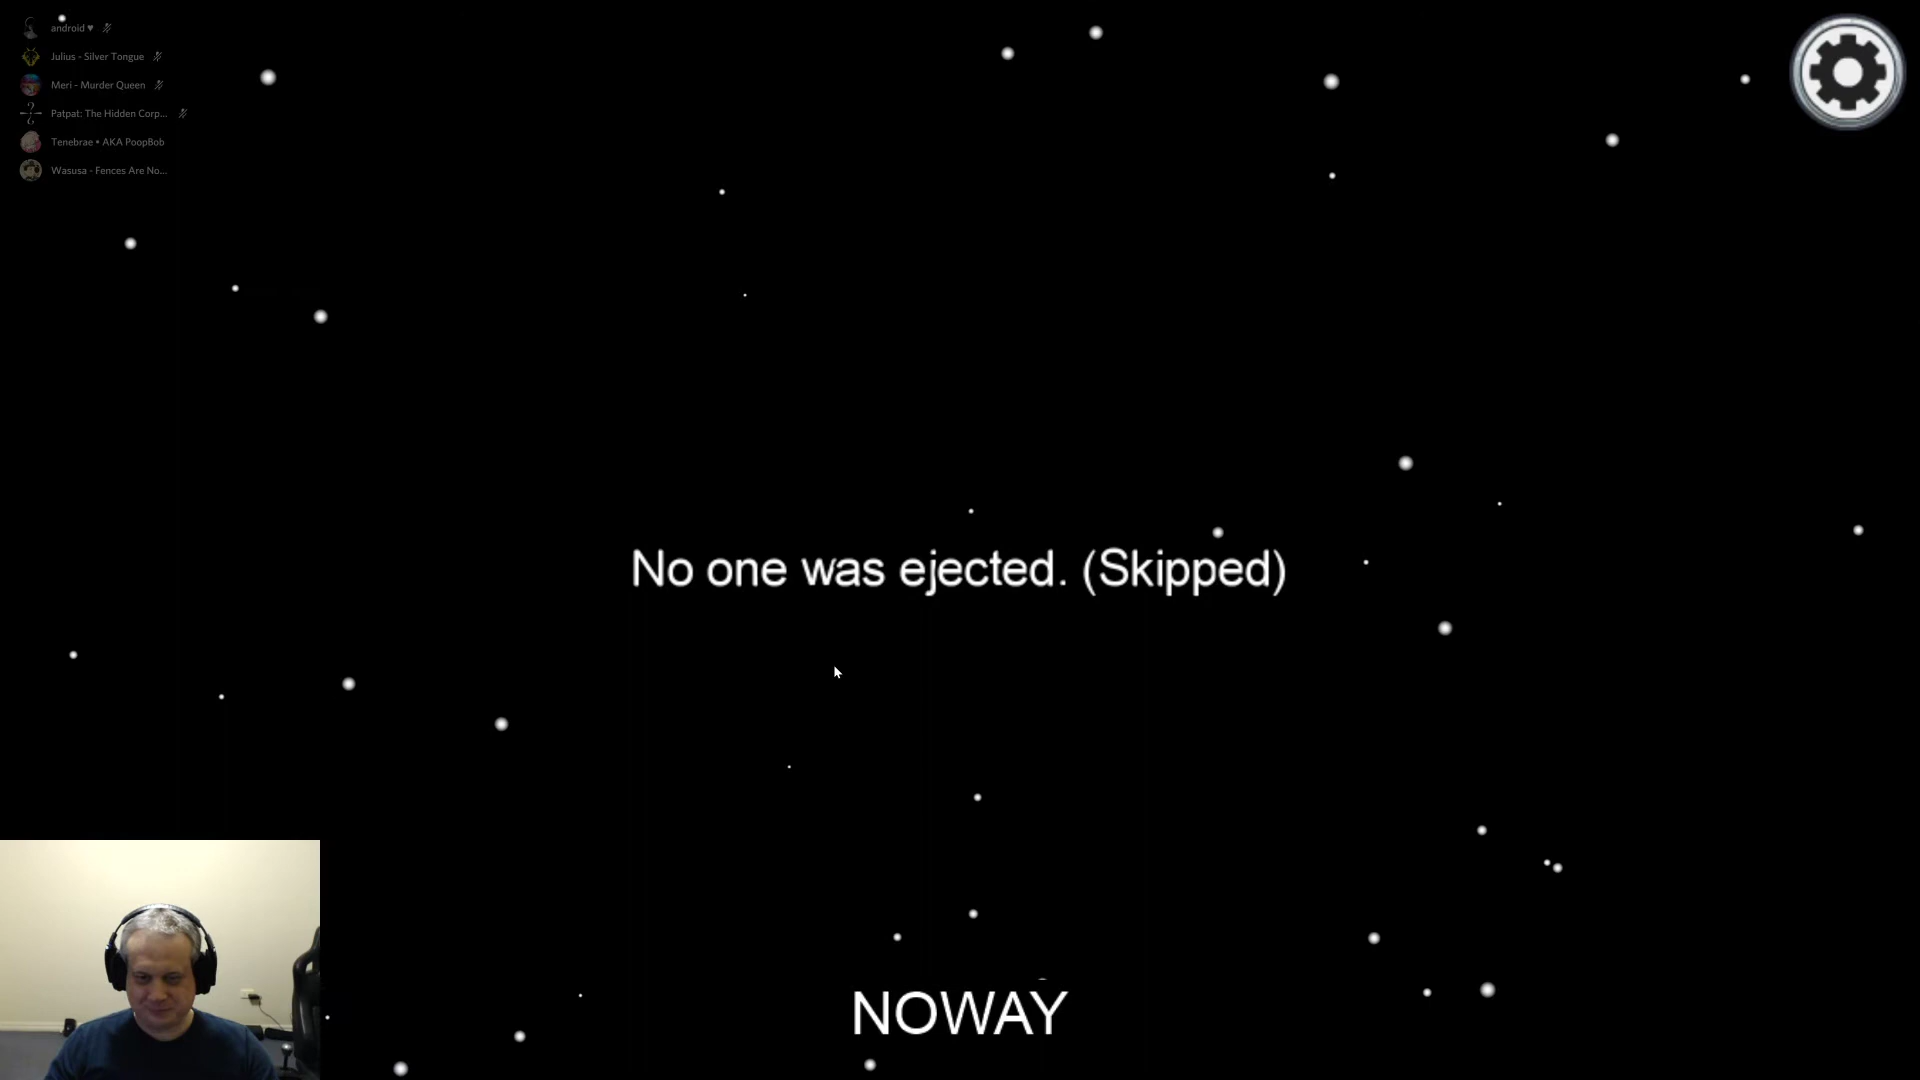 android ♥
Julius - Silver Tongue
Meri - Murder Queen
Patpat: The Hidden Corp...
Tenebrae • AKA PoopBob
Wasusa - Fences Are No...
No one was ejected. (Skipped)
NOWAY